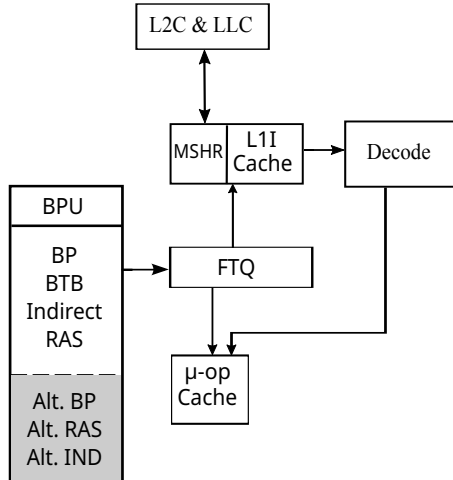 L2C & LLC
MSHR
L1I
Cache
Decode
BPU
BP
BTB
Indirect
RAS
FTQ
μ-op
Cache
Alt. BP
Alt. RAS
Alt. IND